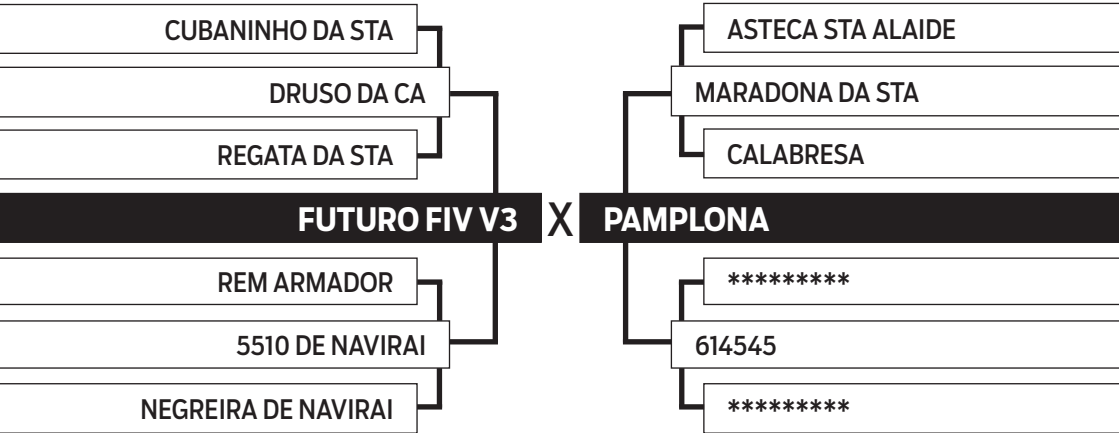 CUBANINHO DA STA
DRUSO DA CA
REGATA DA STA
FUTURO FIV V3
REM ARMADOR
5510 DE NAVIRAI
NEGREIRA DE NAVIRAI
X
ASTECA STA ALAIDE
MARADONA DA STA
CALABRESA
PAMPLONA
*********
614545
*********